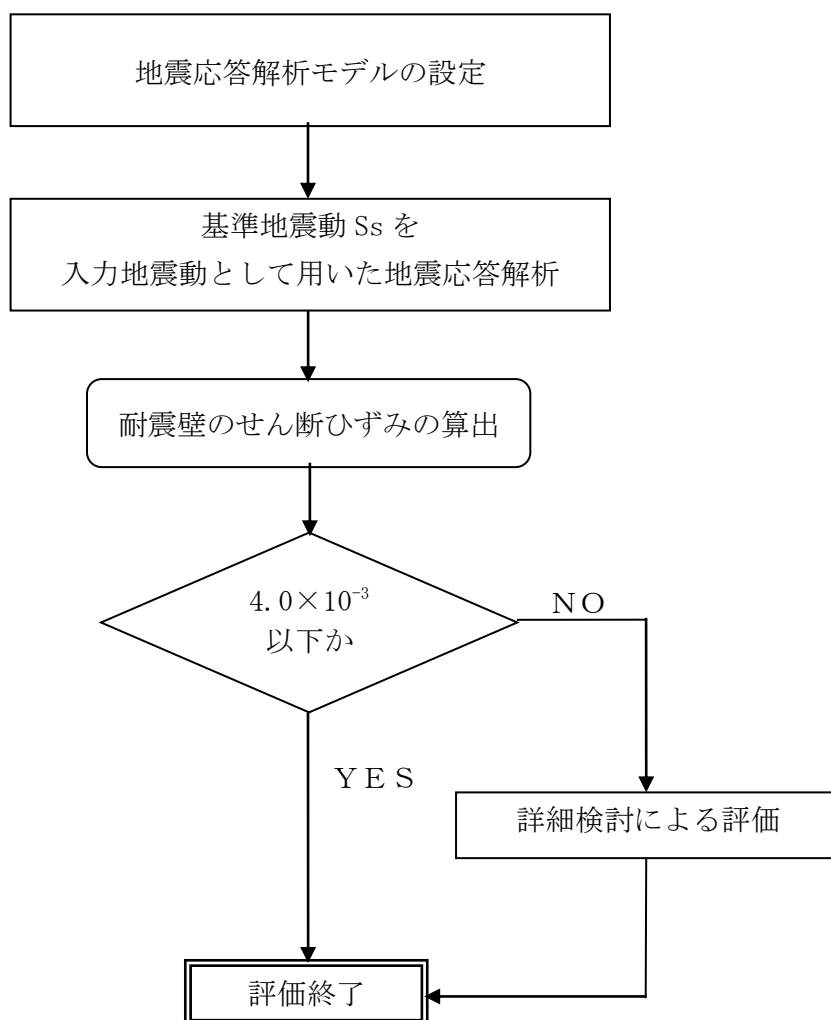 地震応答解析モデルの設定
基準地震動 Ss を
入力地震動として用いた地震応答解析
耐震壁のせん断ひずみの算出
4.0×10⁻³
以下か
ＮＯ
ＹＥＳ
詳細検討による評価
評価終了